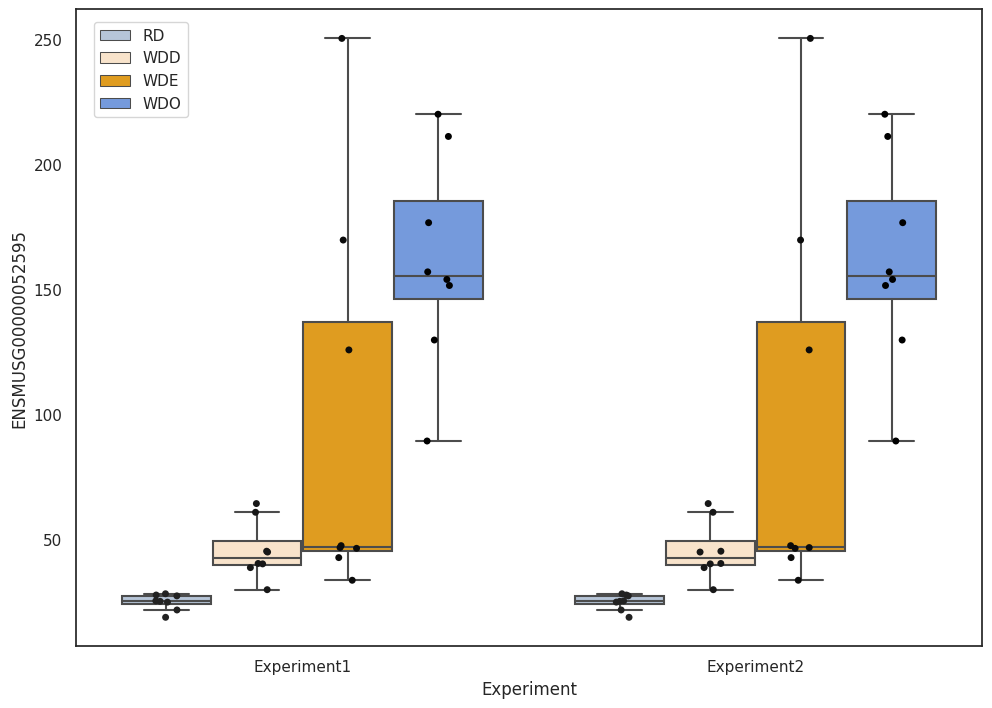 RD
WDD
WDE
WDO
250
200
150
100
50
ENSMUSG00000052595
Experiment1
Experiment2
Experiment